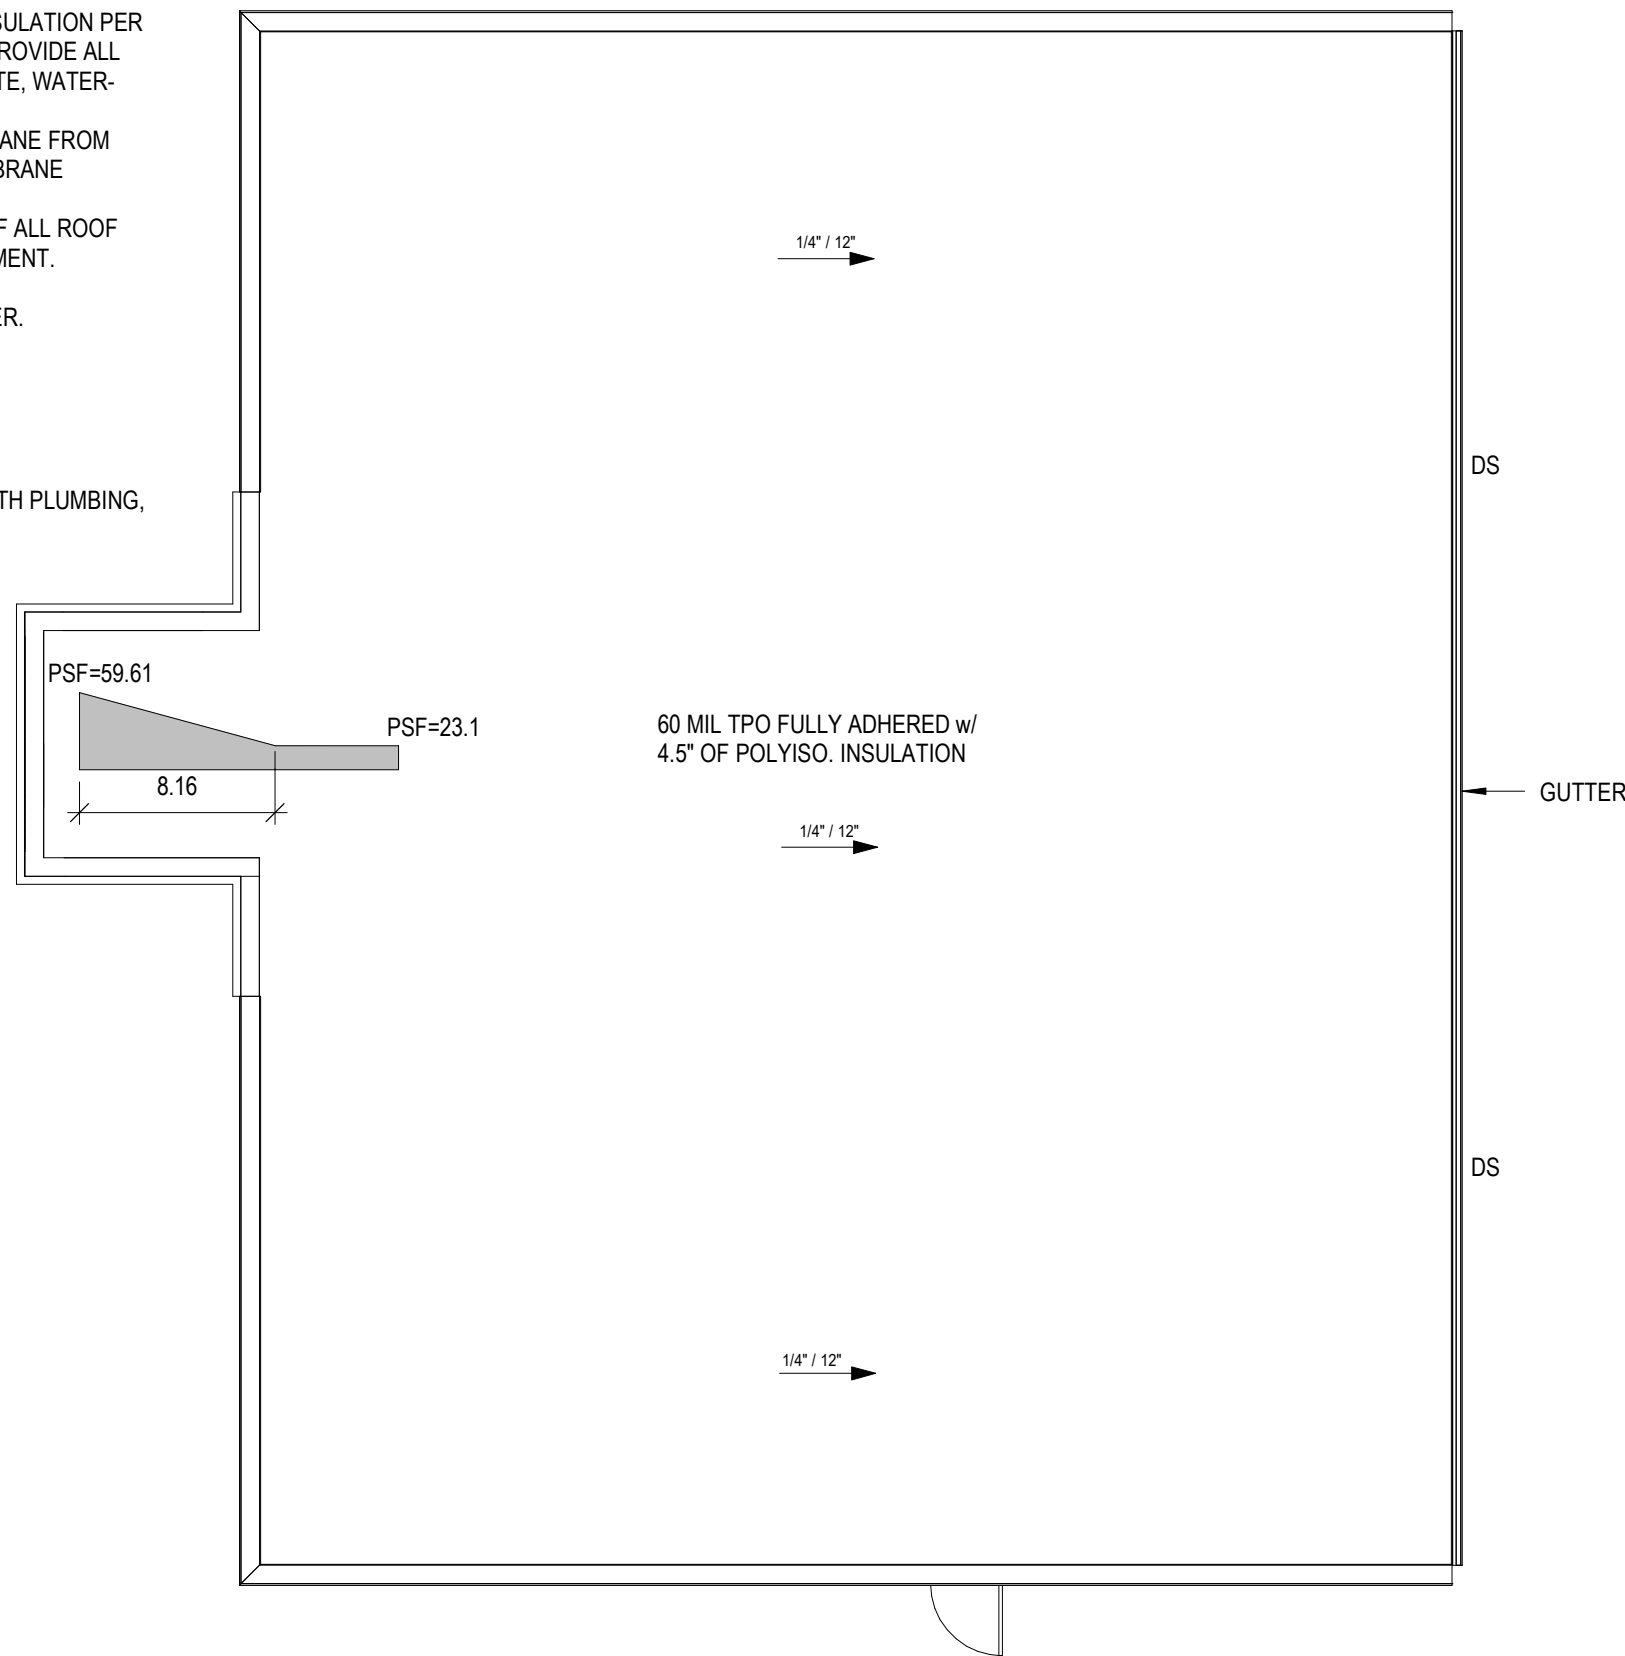 SULATION PER
ROVIDE ALL
TE, WATER-
ANE FROM
BRANE
F ALL ROOF
MENT.
ER.
TH PLUMBING,
1/4" / 12"
DS
PSF=59.61
PSF=23.1
8.16
60 MIL TPO FULLY ADHERED w/
4.5" OF POLYISO. INSULATION
GUTTER
1/4" / 12"
DS
1/4" / 12"